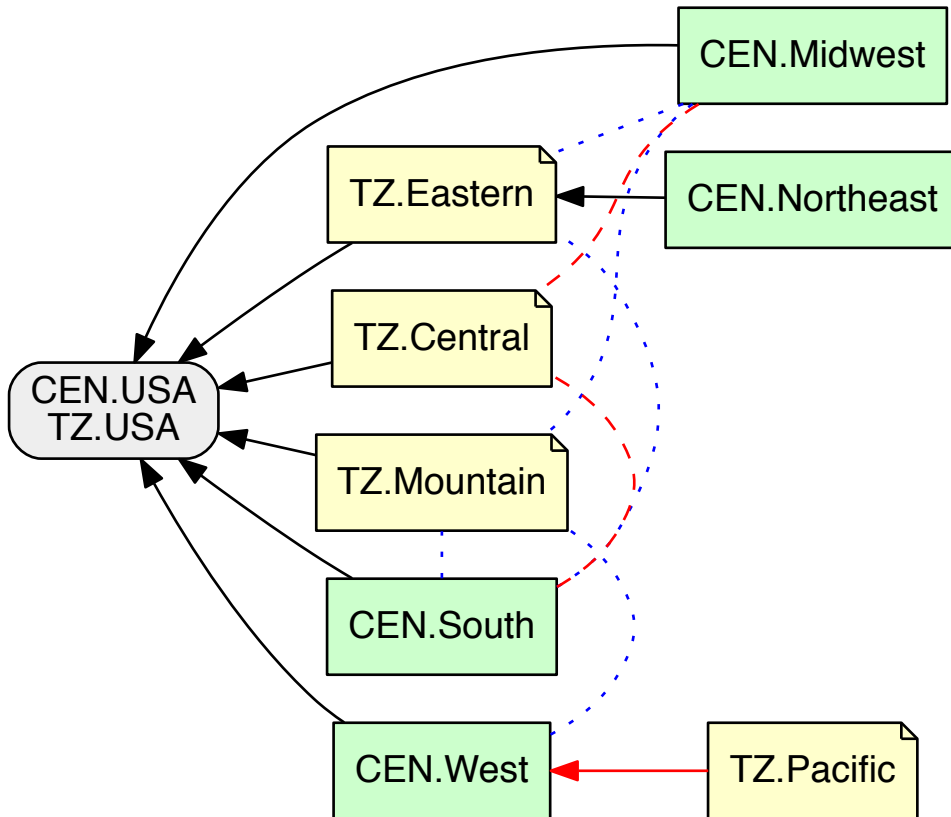 CEN.Midwest
TZ.Eastern
CEN.Northeast
TZ.Central
CEN.USA
TZ.USA
TZ.Mountain
CEN.South
CEN.West
TZ.Pacific